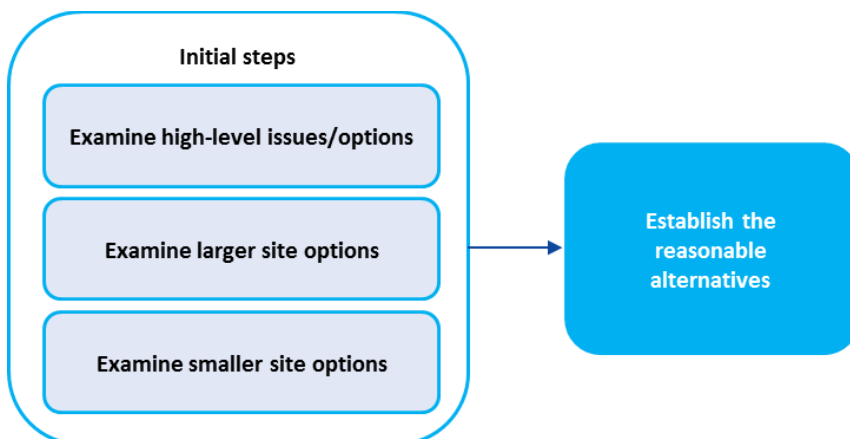 Initial steps
Examine high-level issues/options
Examine larger site options
Examine smaller site options
Establish the
reasonable
alternatives